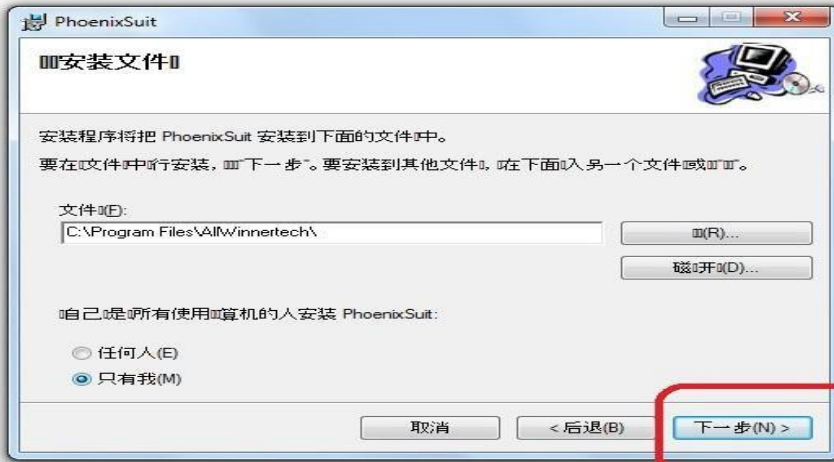 PhoenixSuit
安装文件
安装程序将把 PhoenixSuit 安装到下面的文件中。
要在文件中行安装，"下一步"。要安装到其他文件，在下面入另一个文件或""。
文件(F):
C:\Program Files\AllWinnertech\
(R)...
磁开(D)...
自己是所有使用算机的人安装 PhoenixSuit:
任何人(E)
只有我(M)
取消 < 后退(B) 下一步(N) >